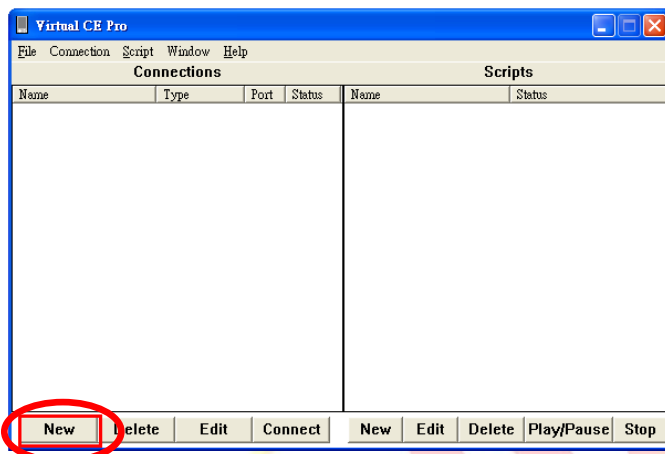 Virtual CE Pro
File Connection Script Window Help
Connections Scripts
Name Type Port Status Name Status
New Delete Edit Connect New Edit Delete Play/Pause Stop